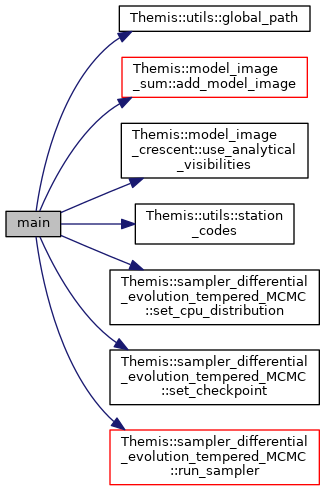 Themis::utils::global_path
Themis::model_image
_sum::add_model_image
Themis::model_image
_crescent::use_analytical
_visibilities
main
Themis::utils::station
_codes
Themis::sampler_differential
_evolution_tempered_MCMC
::set_cpu_distribution
Themis::sampler_differential
_evolution_tempered_MCMC
::set_checkpoint
Themis::sampler_differential
_evolution_tempered_MCMC
::run_sampler